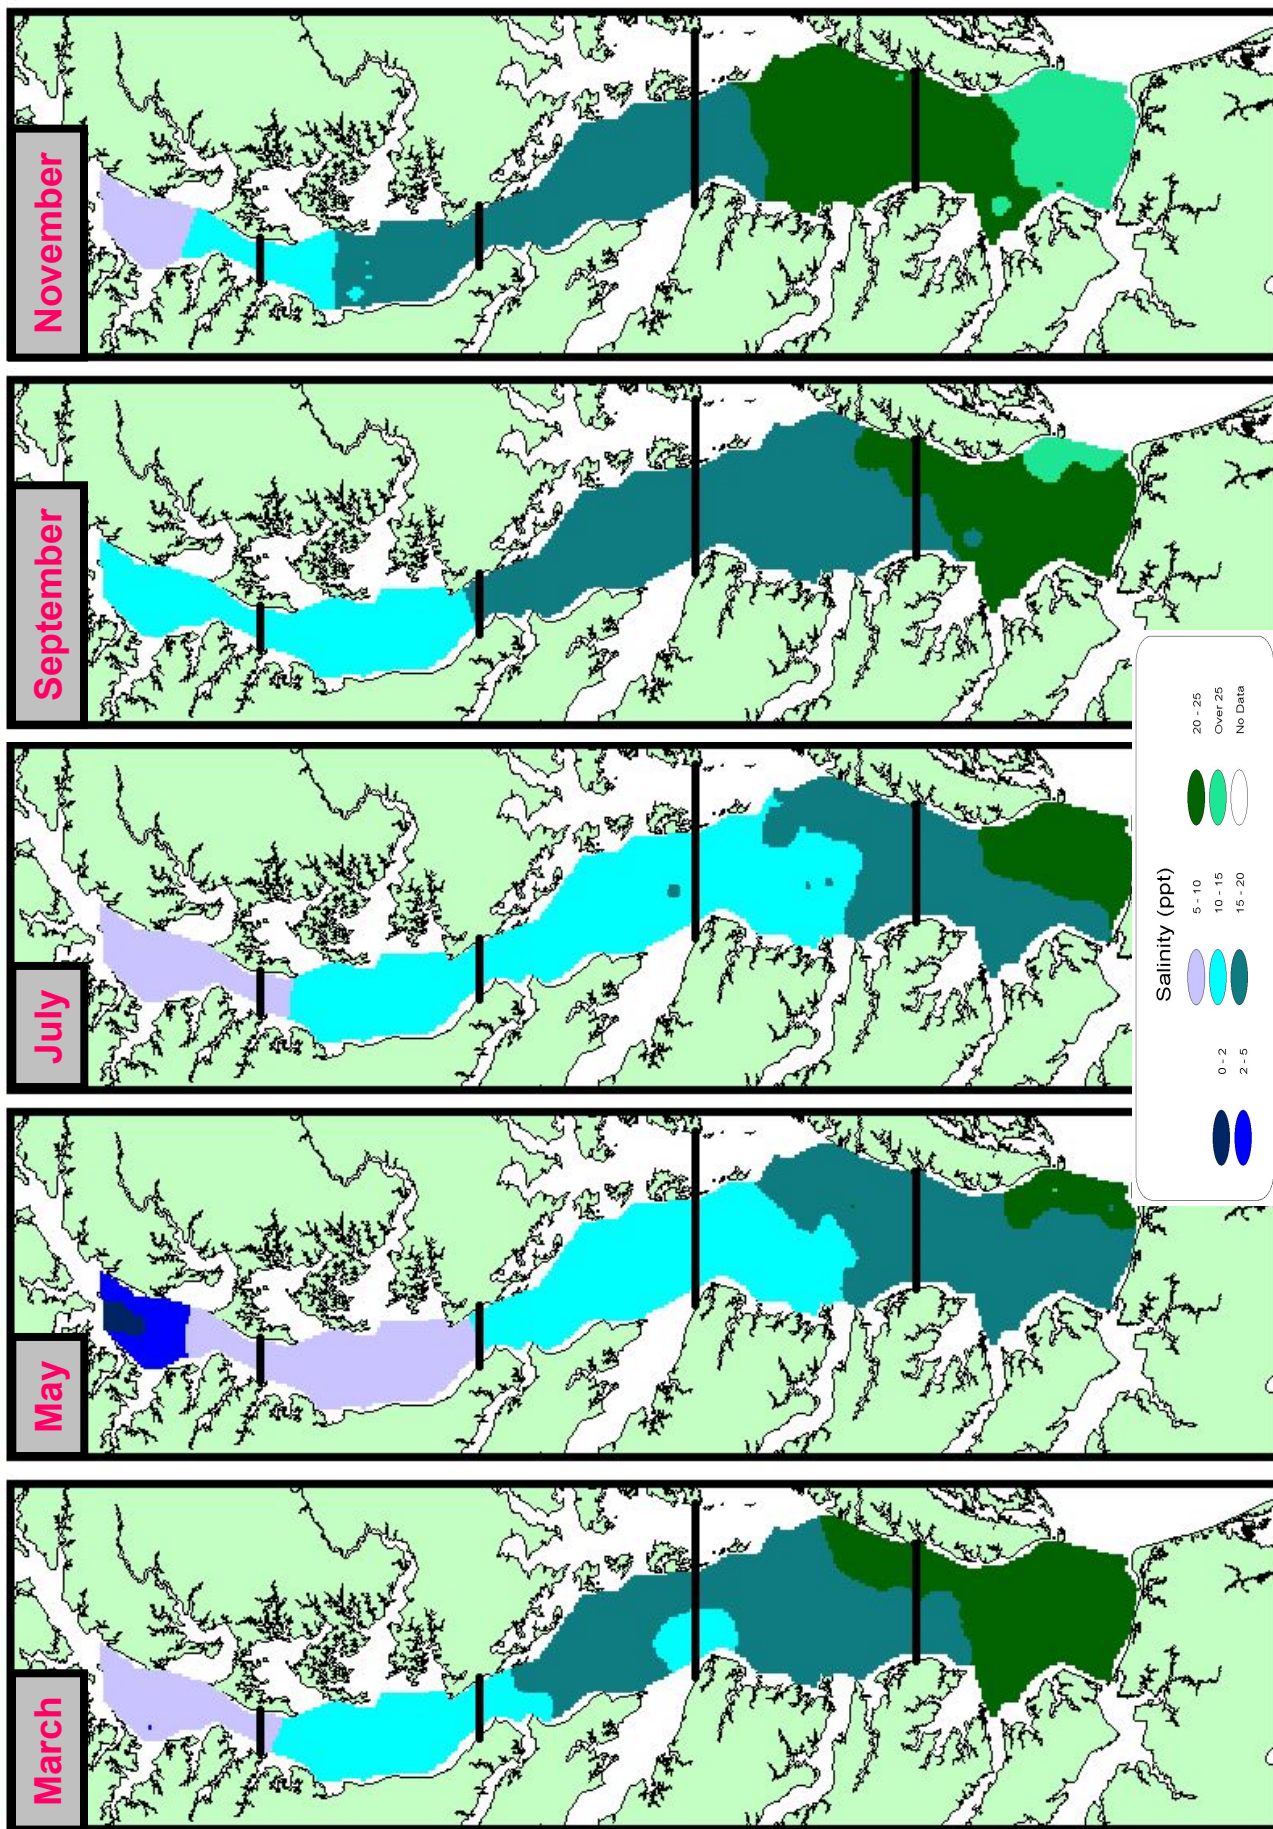 March
May
July
September
November
Salinity (ppt)
0 - 2
2 - 5
5 - 10
10 - 15
15 - 20
20 - 25
Over 25
No Data